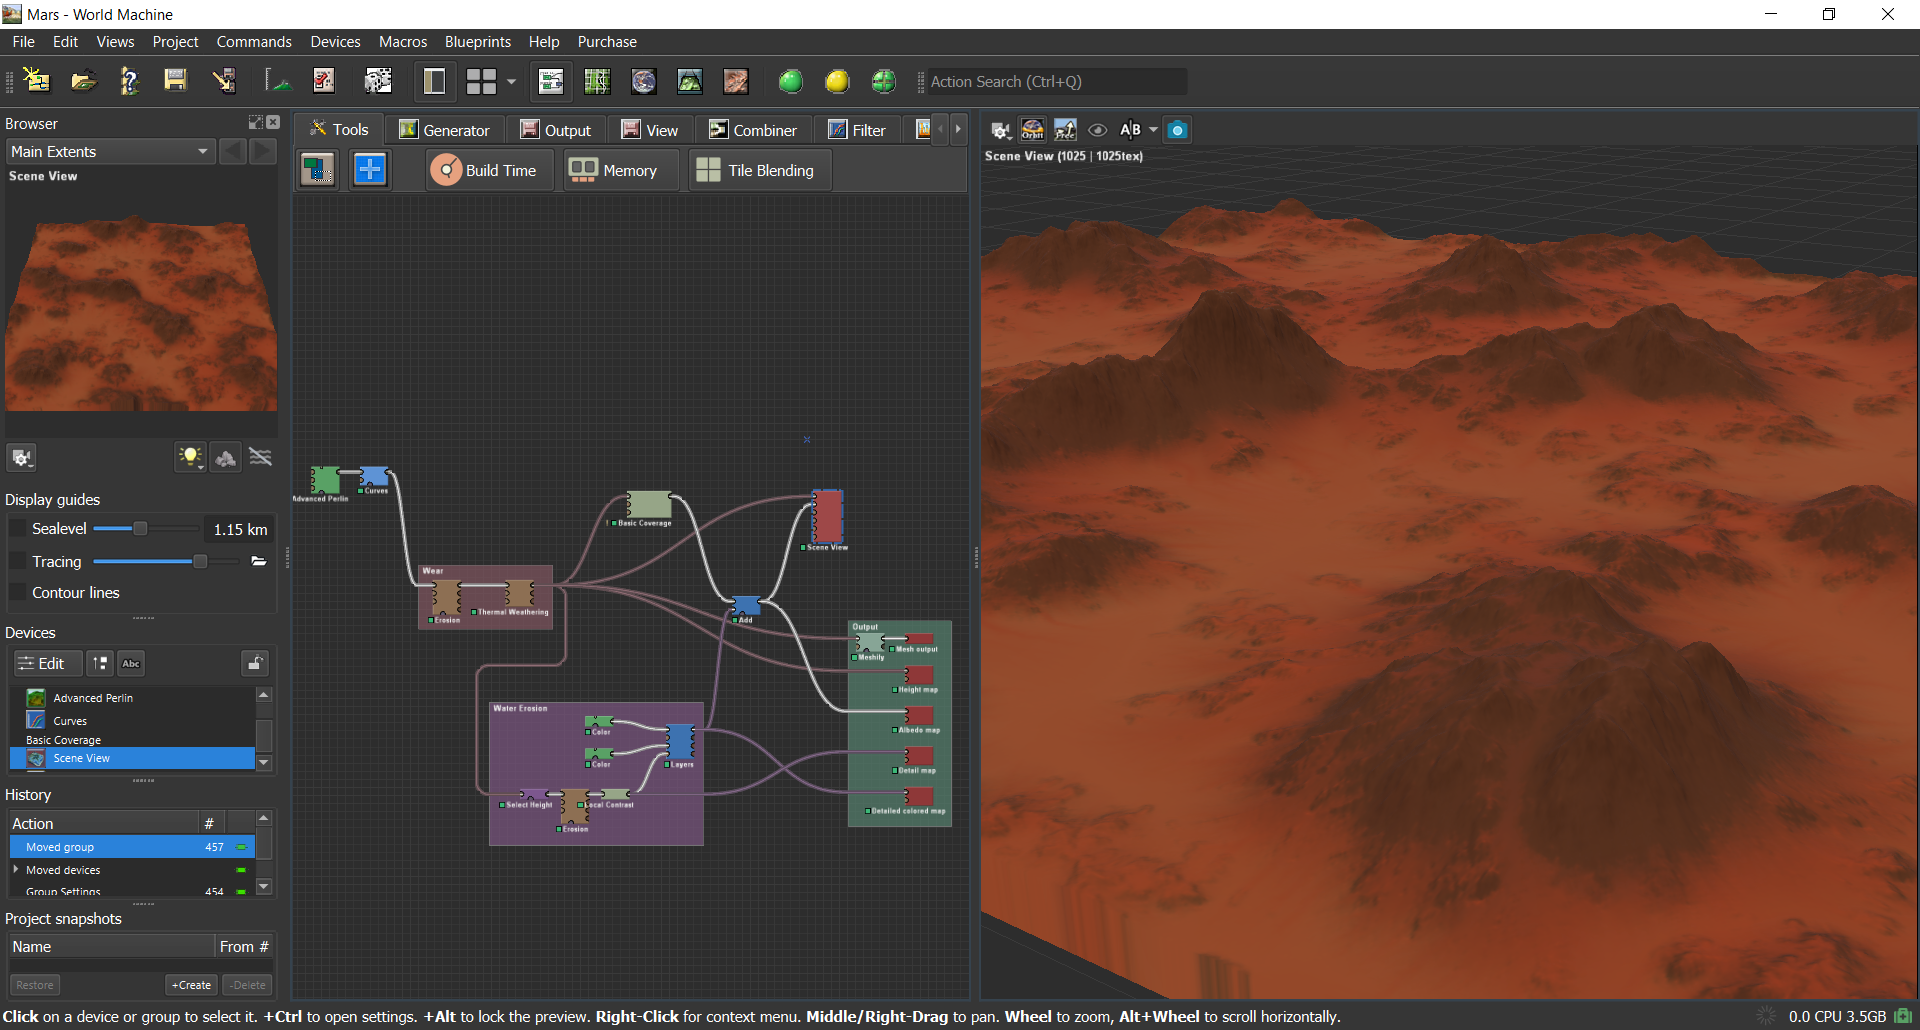 Mars - World Machine
File Edit Views Project Commands Devices Macros Blueprints Help Purchase
Action Search (Ctrl+Q)
Browser
Main Extents
Scene View
Display guides
Sealevel 1.15 km
Tracing
Contour lines
Devices
Edit Abc
Advanced Perlin
Curves
Basic Coverage
Scene View
History
Action #
Moved group 457
Moved devices
Group Settings 454
Project snapshots
Name From #
Restore +Create -Delete
Tools Generator Output View Combiner Filter
Build Time Memory Tile Blending
Advanced Perlin
Curves
! Basic Coverage
Scene View
Wear
Thermal Weathering
Erosion
Add
Output
Mesh output
Meshify
Height map
Albedo map
Detail map
Detailed colored map
Water Erosion
Color
Color
Layers
Select Height
Local Contrast
Erosion
Orbit Free A|B
Scene View (1025 | 1025tex)
Click on a device or group to select it. +Ctrl to open settings. +Alt to lock the preview. Right-Click for context menu. Middle/Right-Drag to pan. Wheel to zoom, Alt+Wheel to scroll horizontally.
0.0 CPU 3.5GB